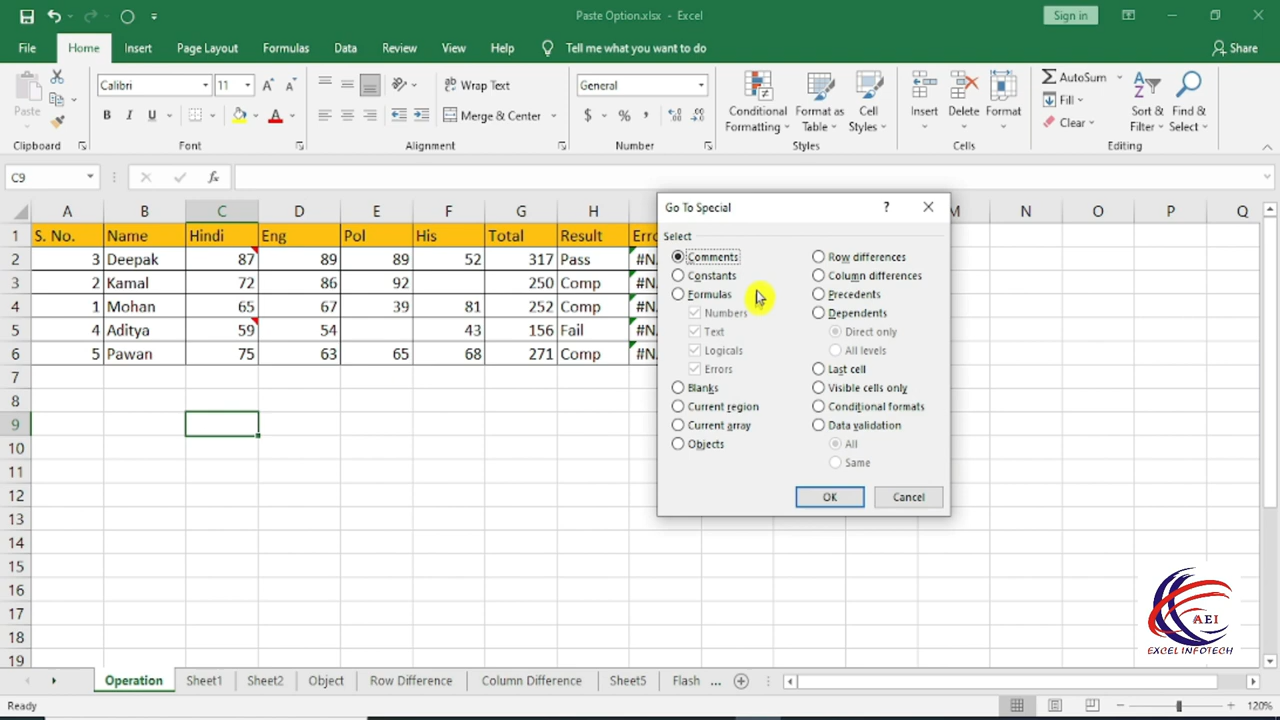 Paste Option.xlsx - Excel
Sign in
File Home Insert Page Layout Formulas Data Review View Help Tell me what you want to do Share
Paste
Calibri 11
B I U A
Wrap Text
Merge & Center
General
$ % ,
Conditional Formatting
Format as Table
Cell Styles
Insert
Delete
Format
AutoSum
Fill
Clear
Sort & Filter
Find & Select
Clipboard Font Alignment Number Styles Cells Editing
C9 fx
A B C D E F G H M N O P Q
1 S. No. Name Hindi Eng Pol His Total Result
2 3 Deepak 87 89 89 52 317 Pass
3 2 Kamal 72 86 92 250 Comp
4 1 Mohan 65 67 39 81 252 Comp
5 4 Aditya 59 54 43 156 Fail
6 5 Pawan 75 63 65 68 271 Comp
7
8
9
10
11
12
13
14
15
16
17
18
19
Go To Special ?
Select
Comments Row differences
Constants Column differences
Formulas Precedents
Numbers Dependents
Text Direct only
Logicals All levels
Errors Last cell
Blanks Visible cells only
Current region Conditional formats
Current array Data validation
Objects All
Same
OK Cancel
AEI
EXCEL INFOTECH
Operation Sheet1 Sheet2 Object Row Difference Column Difference Sheet5 Flash ...
Ready 120%